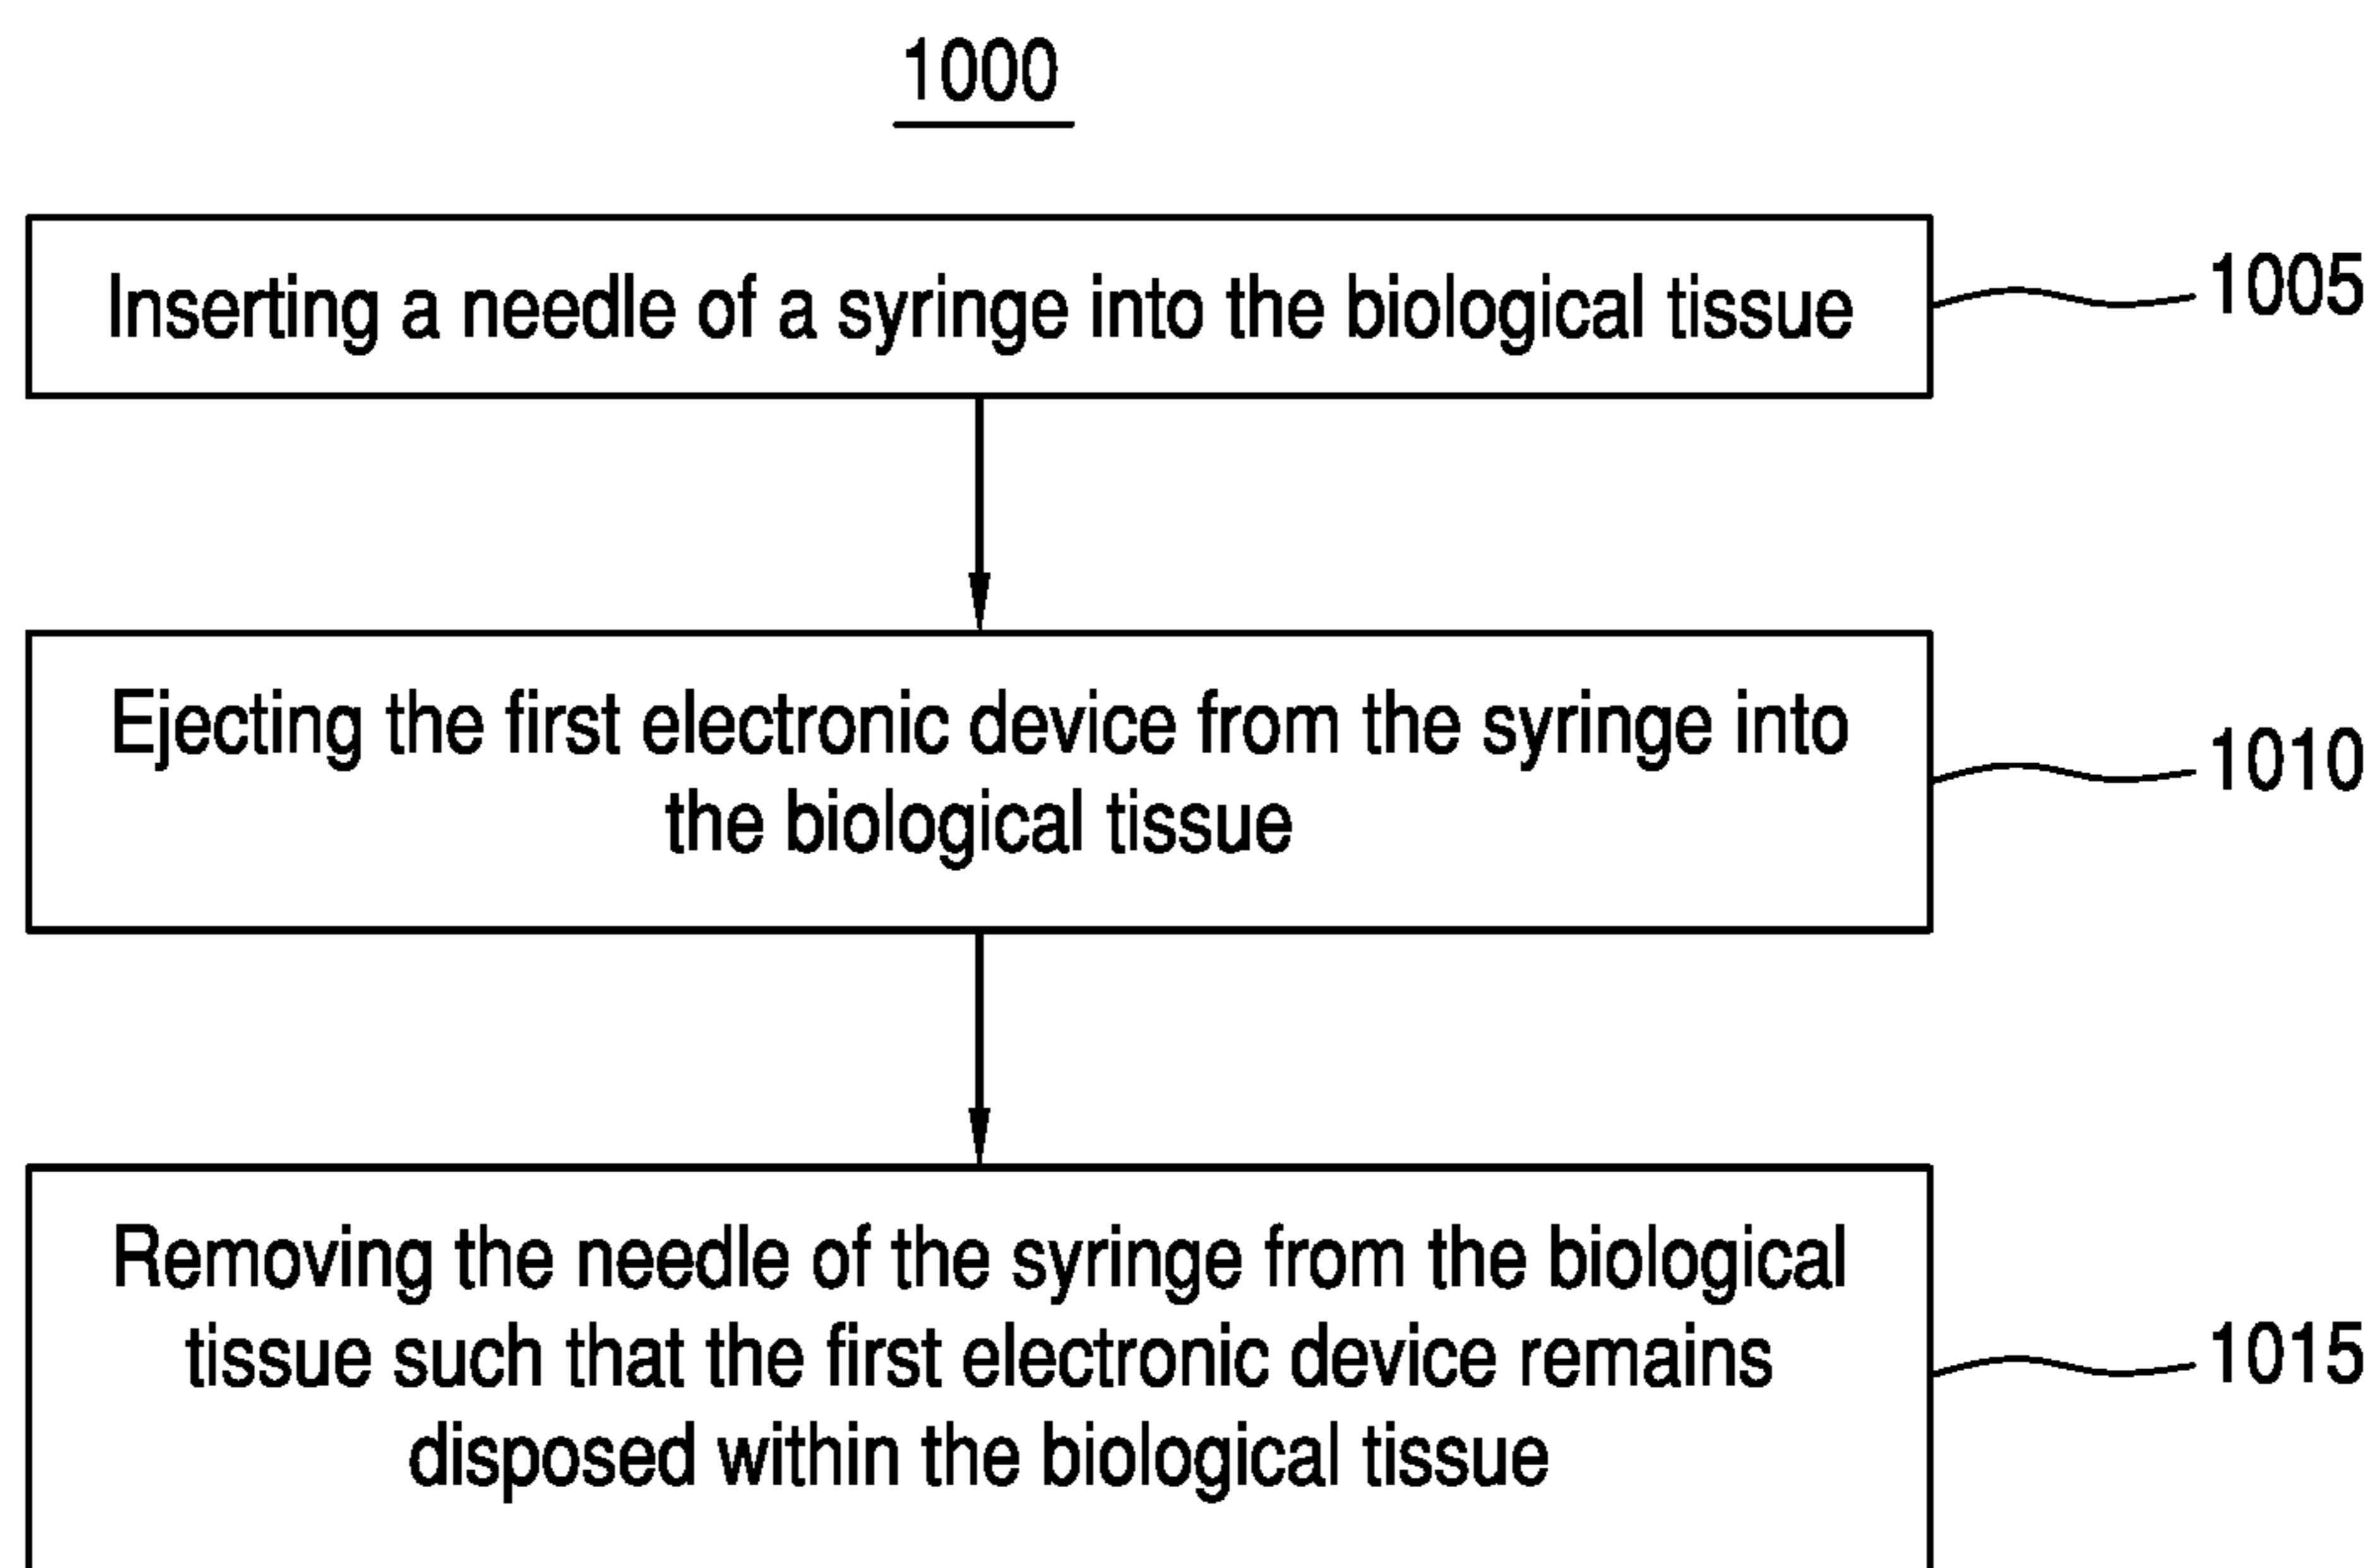 1000
Inserting a needle of a syringe into the biological tissue
1005
Ejecting the first electronic device from the syringe into
the biological tissue
1010
Removing the needle of the syringe from the biological
tissue such that the first electronic device remains
disposed within the biological tissue
1015